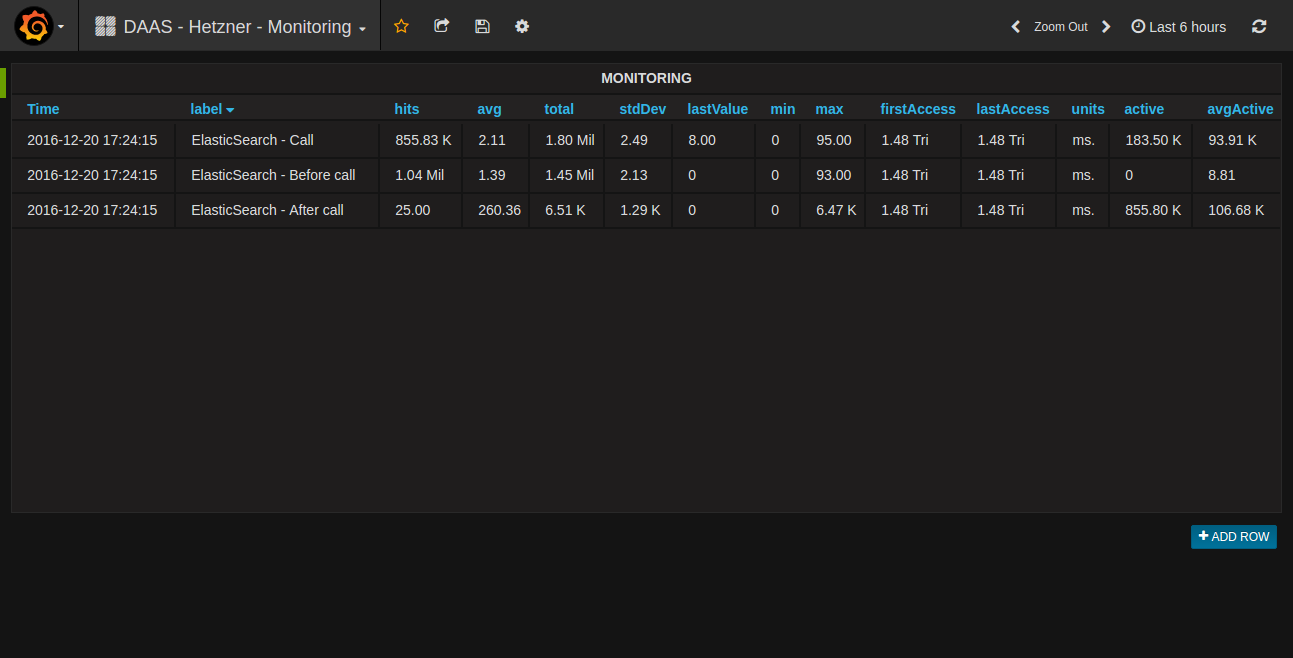 DAAS - Hetzner - Monitoring Zoom Out Last 6 hours
MONITORING
Time label hits avg total stdDev lastValue min max firstAccess lastAccess units active avgActive
2016-12-20 17:24:15 ElasticSearch - Call 855.83 K 2.11 1.80 Mil 2.49 8.00 0 95.00 1.48 Tri 1.48 Tri ms. 183.50 K 93.91 K
2016-12-20 17:24:15 ElasticSearch - Before call 1.04 Mil 1.39 1.45 Mil 2.13 0 0 93.00 1.48 Tri 1.48 Tri ms. 0 8.81
2016-12-20 17:24:15 ElasticSearch - After call 25.00 260.36 6.51 K 1.29 K 0 0 6.47 K 1.48 Tri 1.48 Tri ms. 855.80 K 106.68 K
ADD ROW